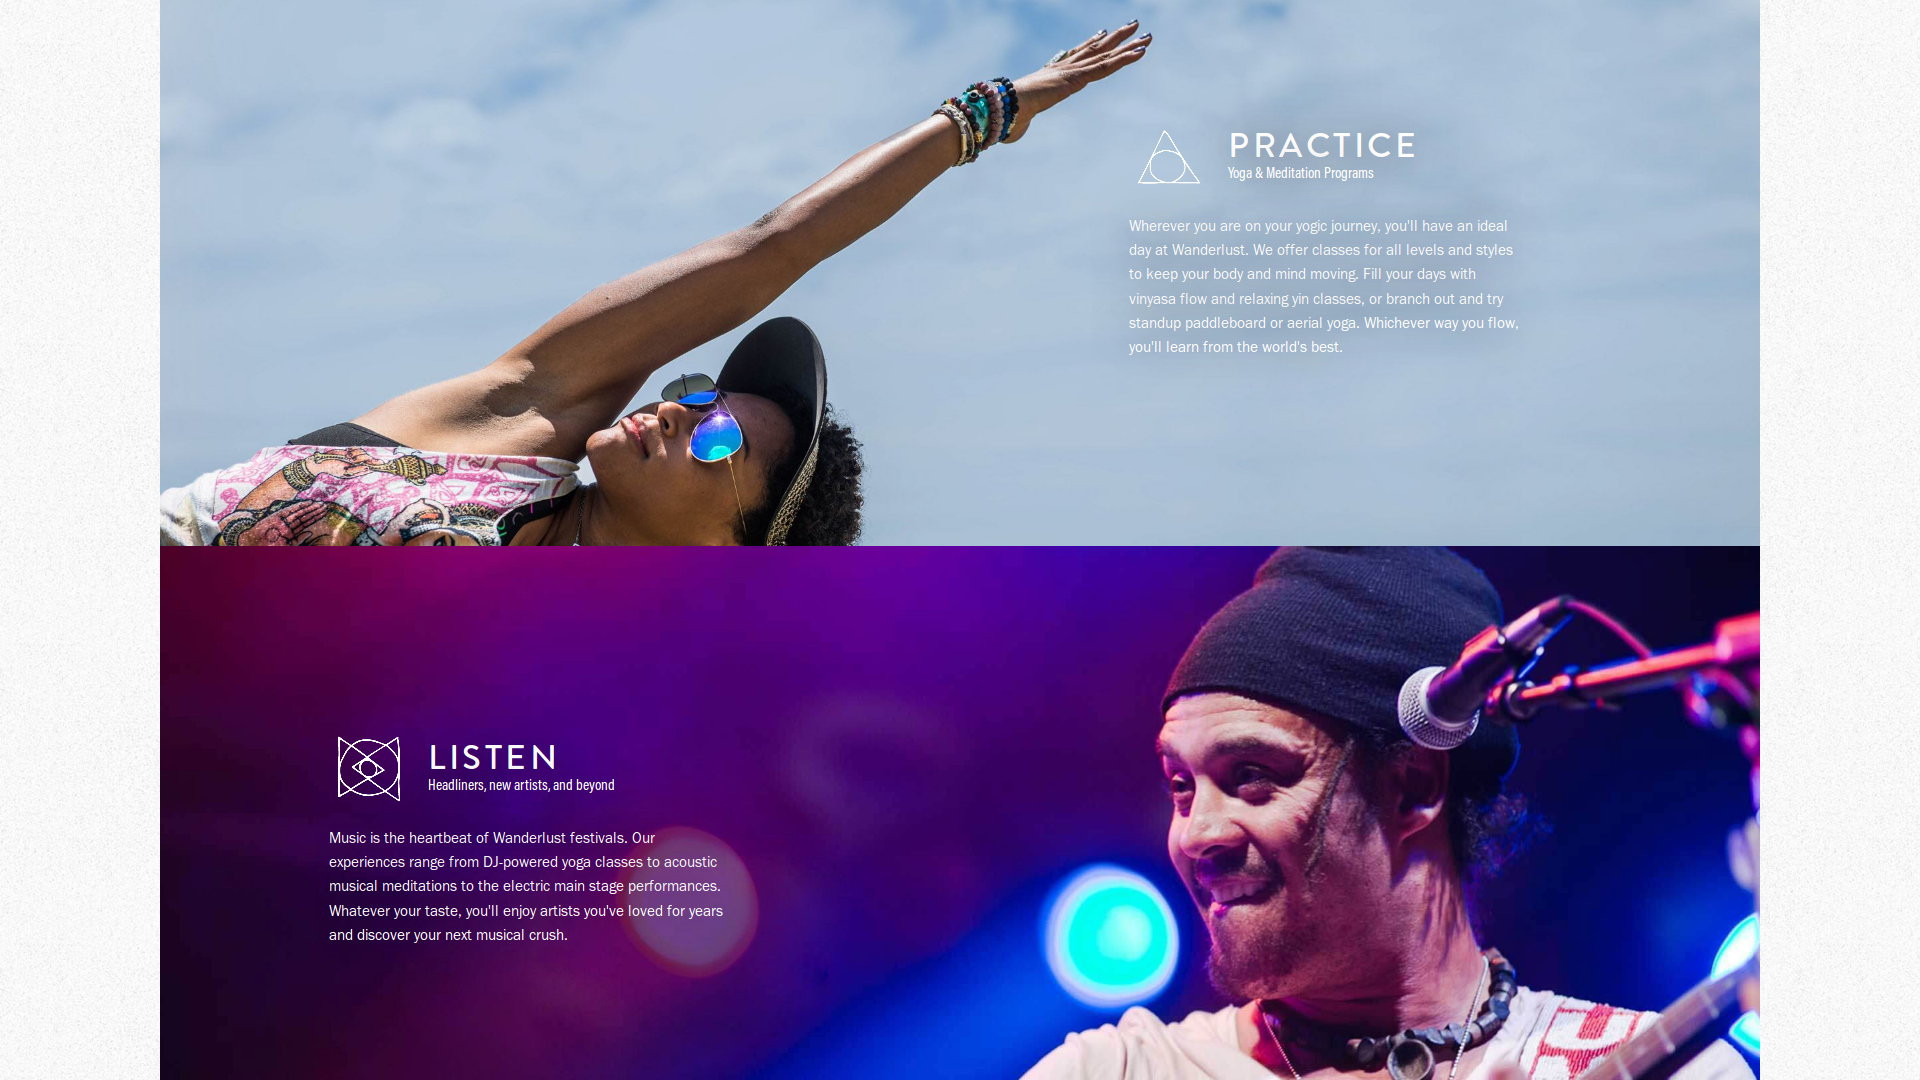 PRACTICE
Yoga & Meditation Programs
Wherever you are on your yogic journey, you'll have an ideal
day at Wanderlust. We offer classes for all levels and styles
to keep your body and mind moving. Fill your days with
vinyasa flow and relaxing yin classes, or branch out and try
standup paddleboard or aerial yoga. Whichever way you flow,
you'll learn from the world's best.
LISTEN
Headliners, new artists, and beyond
Music is the heartbeat of Wanderlust festivals. Our
experiences range from DJ-powered yoga classes to acoustic
musical meditations to the electric main stage performances.
Whatever your taste, you'll enjoy artists you've loved for years
and discover your next musical crush.